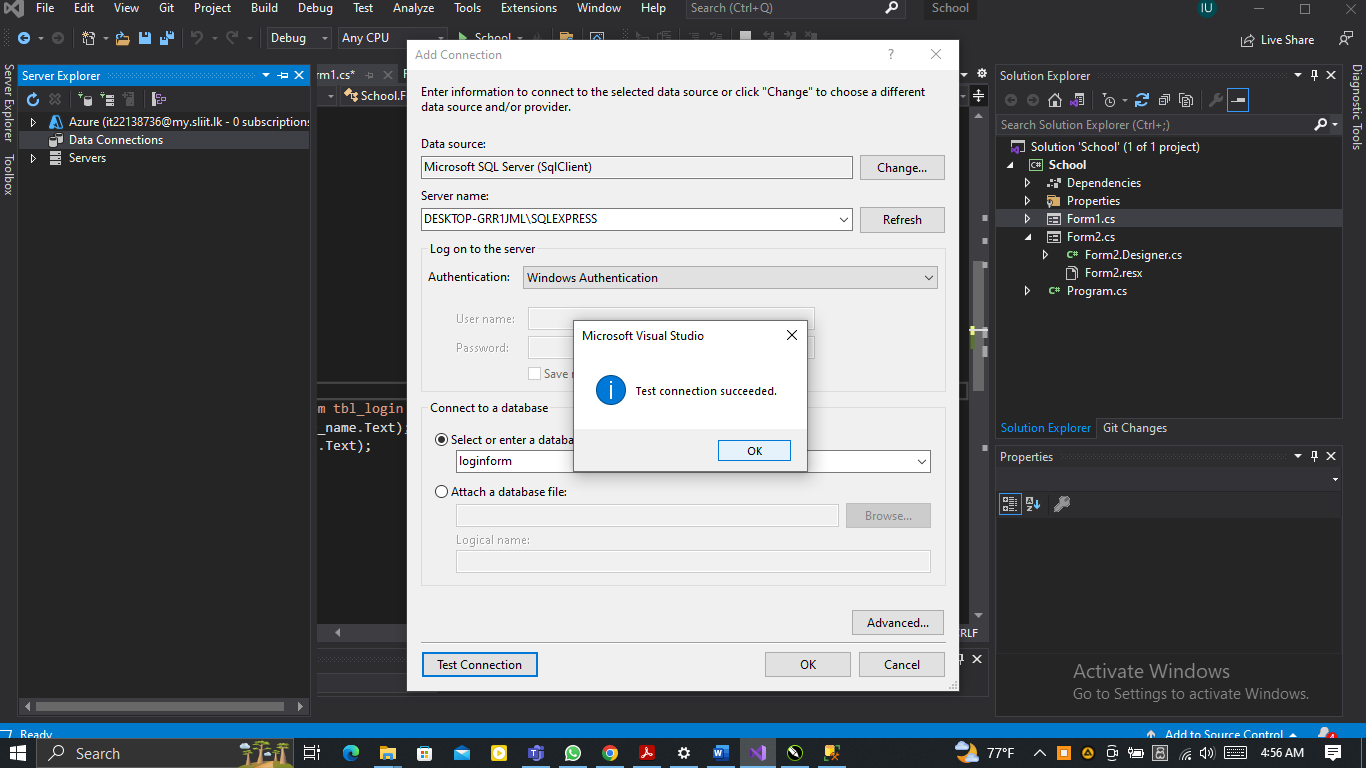 File Edit View Git Project Build Debug Test Analyze Tools Extensions Window Help Search (Ctrl+Q) School IU
Debug Any CPU School Live Share
Server Explorer
Toolbox
Server Explorer
Azure (it22138736@my.sliit.lk - 0 subscriptions
Data Connections
Servers
rm1.cs*
School.F
m tbl_login
_name.Text);
.Text);
Add Connection ?
Enter information to connect to the selected data source or click "Change" to choose a different
data source and/or provider.
Data source:
Microsoft SQL Server (SqlClient) Change...
Server name:
DESKTOP-GRR1JML\SQLEXPRESS Refresh
Log on to the server
Authentication: Windows Authentication
User name:
Password:
Save
Connect to a database
Select or enter a databa
loginform
Attach a database file:
Browse...
Logical name:
Advanced...
Test Connection OK Cancel
Microsoft Visual Studio
Test connection succeeded.
OK
RLF
Solution Explorer
Search Solution Explorer (Ctrl+;)
Solution 'School' (1 of 1 project)
School
Dependencies
Properties
Form1.cs
Form2.cs
Form2.Designer.cs
Form2.resx
Program.cs
Solution Explorer Git Changes
Properties
Diagnostic Tools
Activate Windows
Go to Settings to activate Windows.
Ready Add to Source Control
Search 77°F 4:56 AM